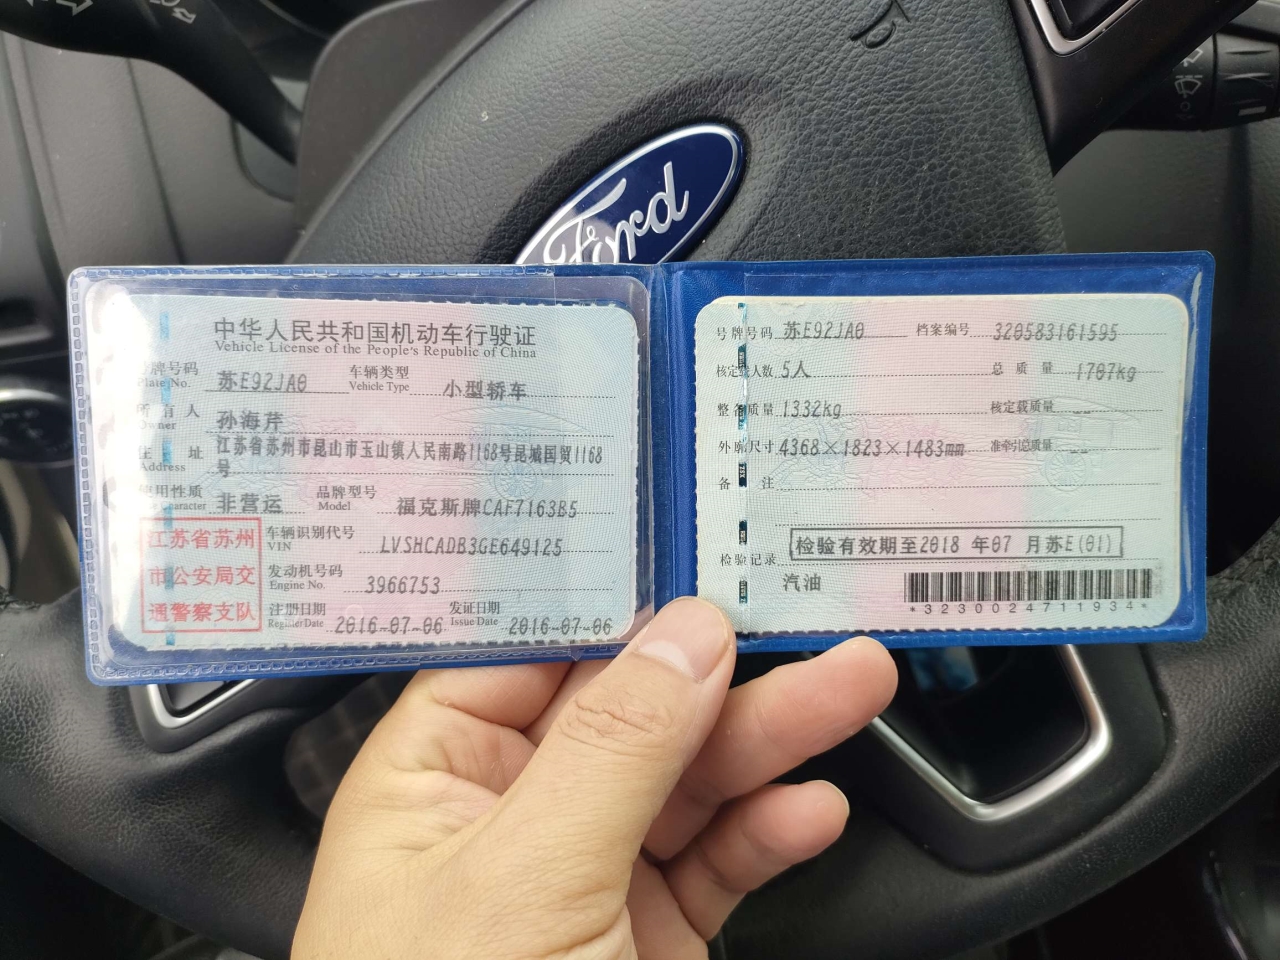 Ford
中华人民共和国机动车行驶证
Vehicle License of the People's Republic of China
号牌号码 苏E92JA0 车辆类型 小型轿车
Plate No. Vehicle Type
所有人 孙海芹
Owner
住址 江苏省苏州市昆山市玉山镇人民南路1168号昆城国贸1168
Address 号
使用性质 非营运 品牌型号 福克斯牌CAF7163B5
Use Character Model
江苏省苏州
市公安局交
通警察支队
车辆识别代号 LVSHCADB3GE649125
VIN
发动机号码 3966753
Engine No.
注册日期 2016-07-06 发证日期 2016-07-06
Register Date Issue Date
号牌号码 苏E92JA0 档案编号 320583161595
核定载人数 5人 总质量 1707kg
整备质量 1332kg 核定载质量 --
外廓尺寸 4368×1823×1483mm 准牵引总质量 --
备注
检验记录 检验有效期至2018 年07 月苏E(01)
汽油
*3230024711934*